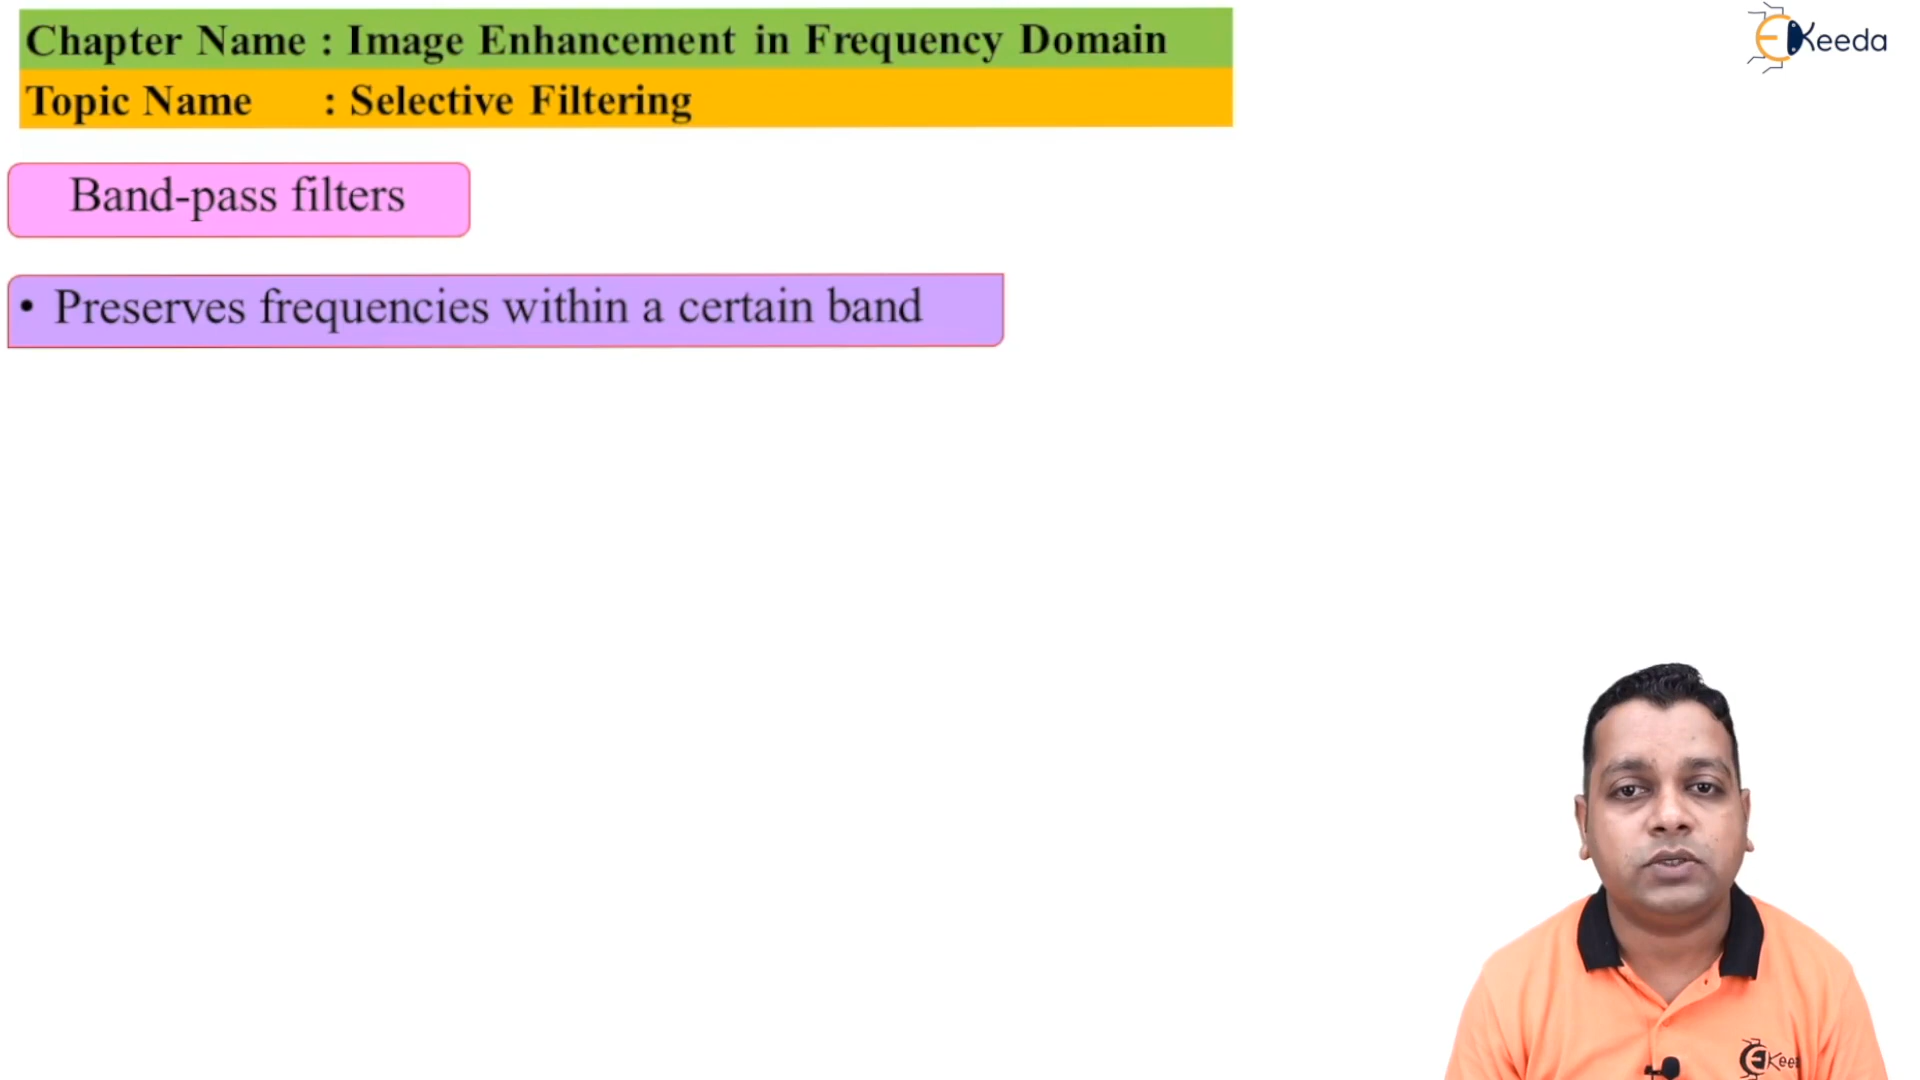 Chapter Name : Image Enhancement in Frequency Domain
Keeda
Topic Name : Selective Filtering
Band-pass filters
• Preserves frequencies within a certain band